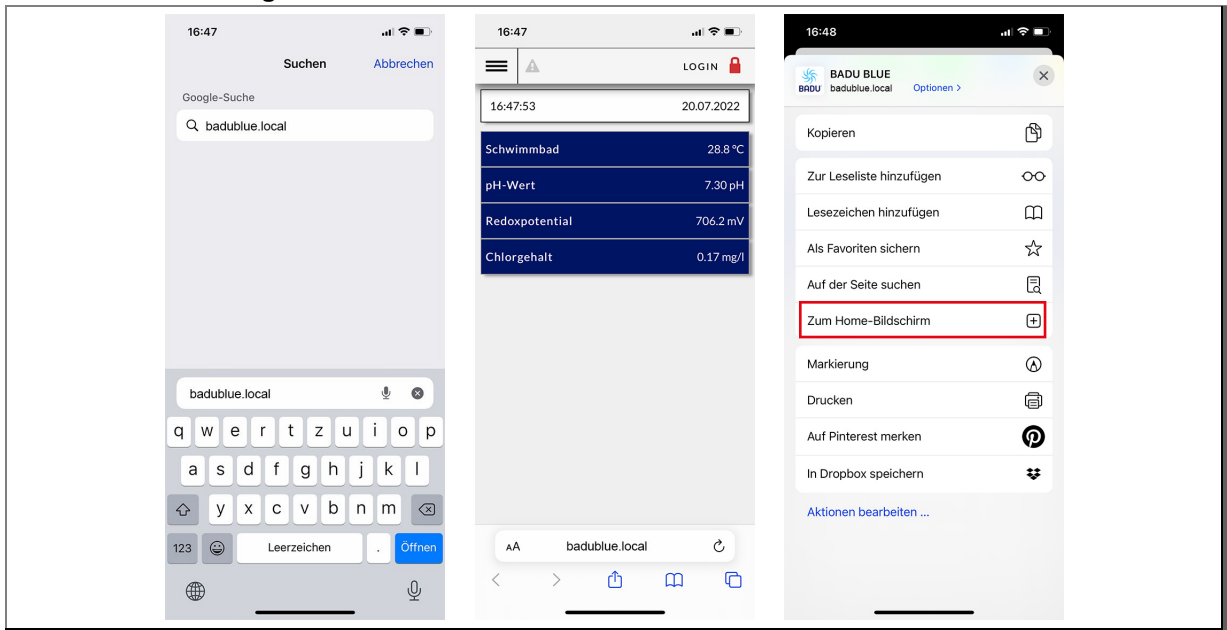 16:47
Suchen
Abbrechen
Google-Suche
badublue.local
badublue.local
q w e r t z u i o p
a s d f g h j k l
y x c v b n m
123
Leerzeichen
.
Öffnen
16:47
LOGIN
16:47:53 20.07.2022
Schwimmbad 28.8 °C
pH-Wert 7.30 pH
Redoxpotential 706.2 mV
Chlorgehalt 0.17 mg/l
AA badublue.local
16:48
BADU BADU BLUE
badublue.local Optionen >
Kopieren
Zur Leseliste hinzufügen
Lesezeichen hinzufügen
Als Favoriten sichern
Auf der Seite suchen
Zum Home-Bildschirm
Markierung
Drucken
Auf Pinterest merken
In Dropbox speichern
Aktionen bearbeiten ...